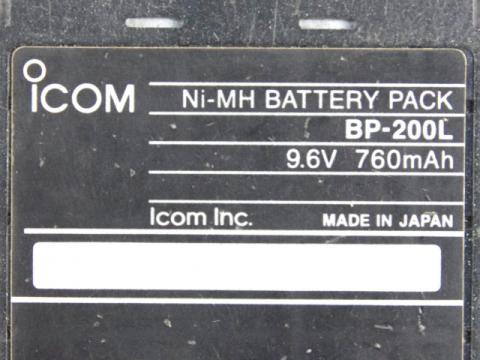 ICOM
Ni-MH BATTERY PACK
BP-200L
9.6V 760mAh
Icom Inc. MADE IN JAPAN